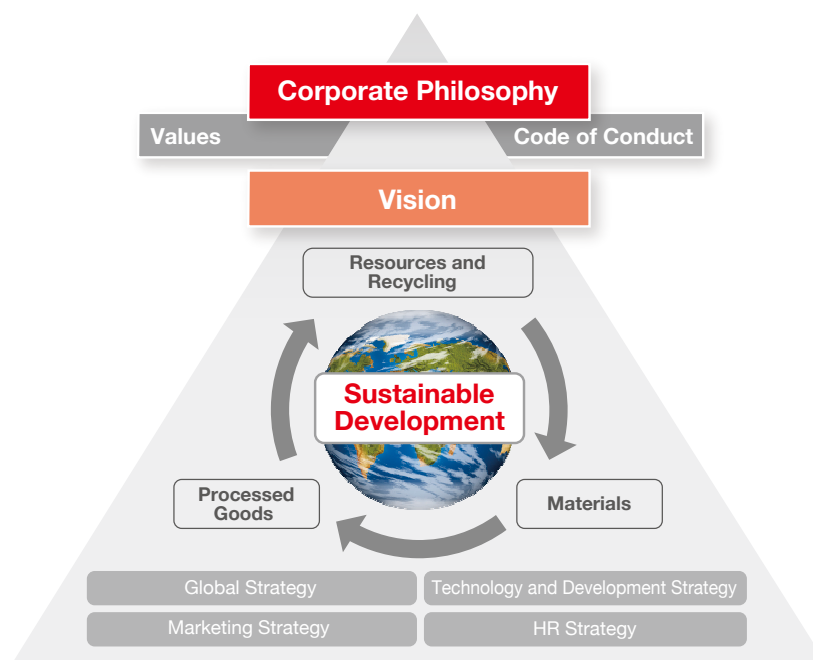 Corporate Philosophy
Values
Code of Conduct
Vision
Resources and
Recycling
Sustainable
Development
Processed
Goods
Materials
Global Strategy
Technology and Development Strategy
Marketing Strategy
HR Strategy